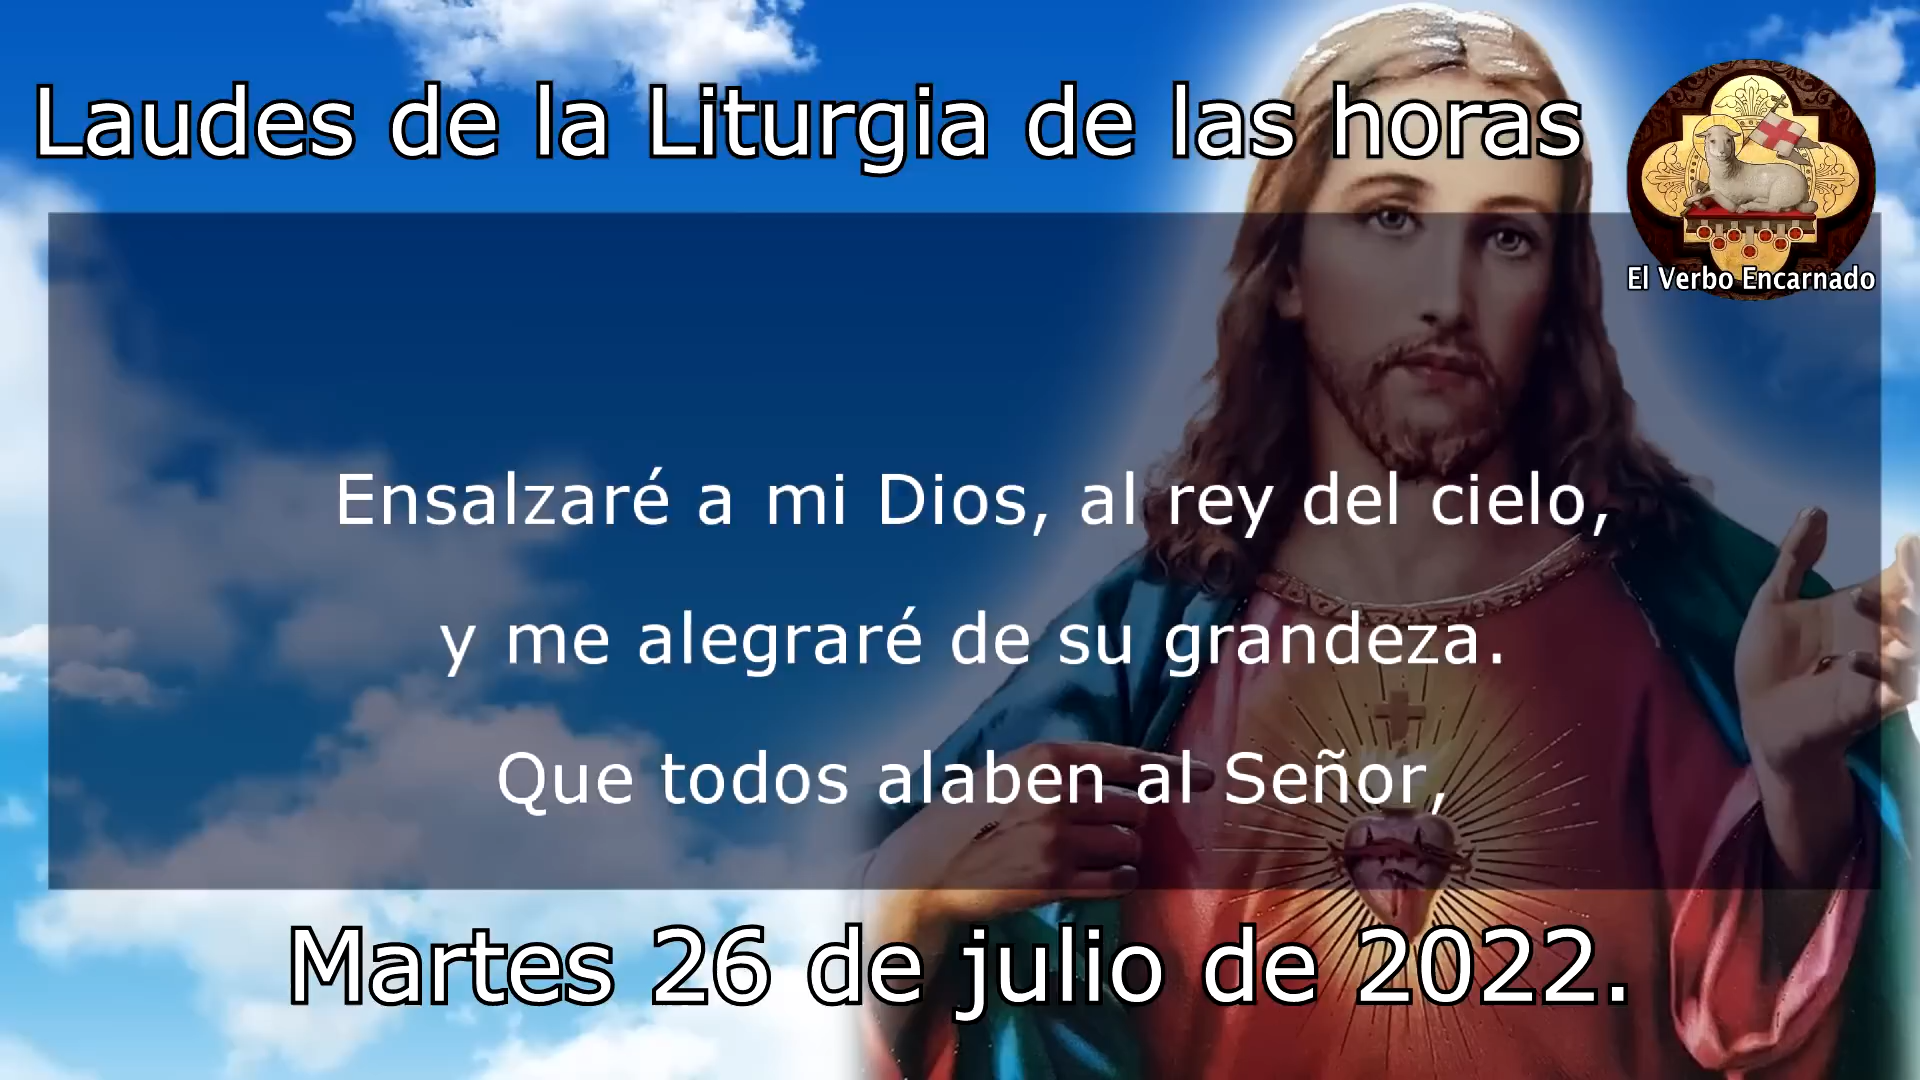 Laudes de la Liturgia de las horas
El Verbo Encarnado
Ensalzaré a mi Dios, al rey del cielo,
y me alegraré de su grandeza.
Que todos alaben al Señor,
Martes 26 de julio de 2022.